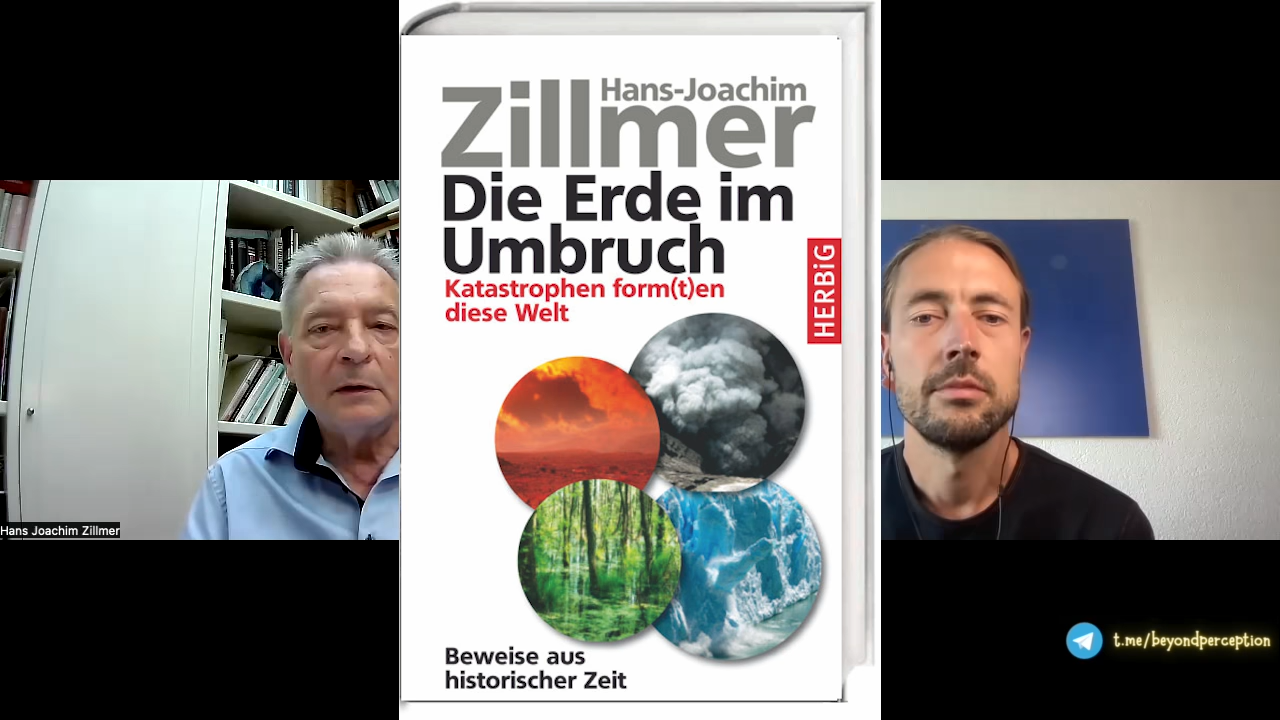 Hans-Joachim
Zillmer
Die Erde im
Umbruch
Katastrophen form(t)en
diese Welt
HERBiG
Beweise aus
historischer Zeit
Hans Joachim Zillmer
t.me/beyondperception